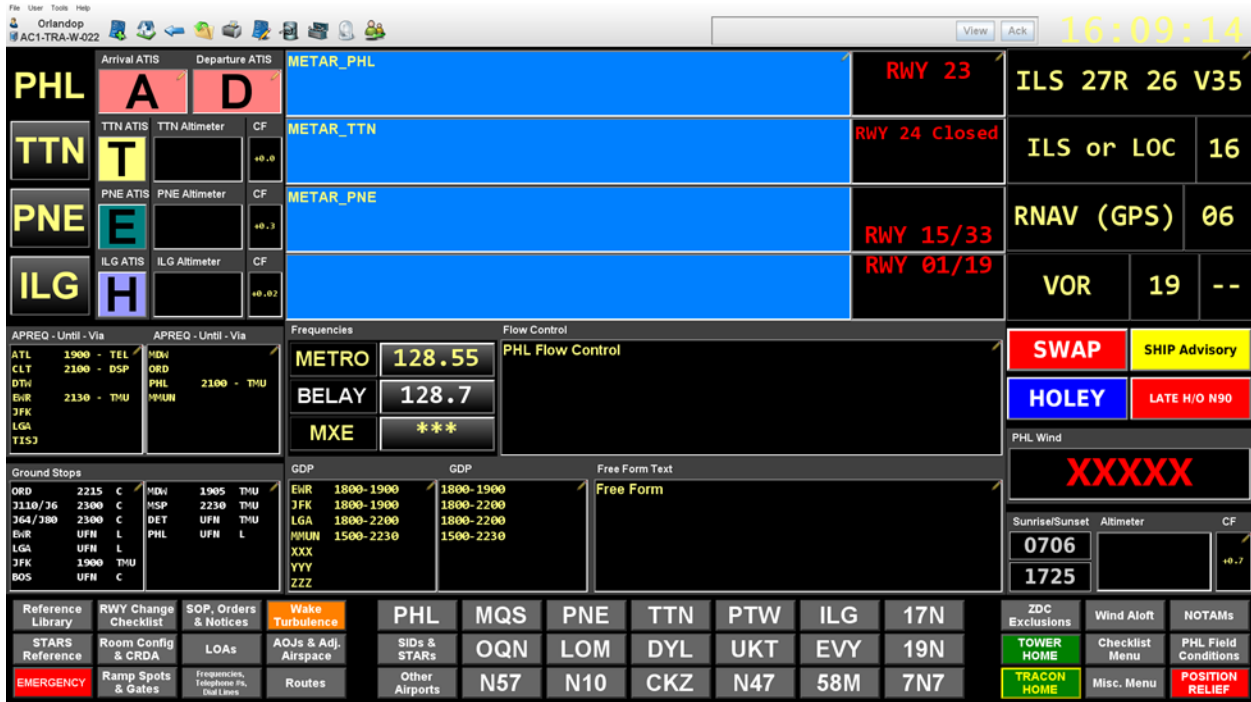 File User Tools Help
Orlandop
AC1-TRA-W-022
View Ack 16:09:14
PHL
Arrival ATIS Departure ATIS
A D
METAR_PHL
RWY 23
ILS 27R 26 V35
TTN
TTN ATIS TTN Altimeter CF
T +0.0
METAR_TTN
RWY 24 Closed
ILS or LOC 16
PNE
PNE ATIS PNE Altimeter CF
E +0.3
METAR_PNE
RWY 15/33
RNAV (GPS) 06
ILG
ILG ATIS ILG Altimeter CF
H +0.02
RWY 01/19
VOR 19 --
APREQ - Until - Via APREQ - Until - Via
ATL 1900 - TEL
CLT 2100 - DSP
DTW
EWR 2130 - TMU
JFK
LGA
TISJ
MDW
ORD
PHL 2100 - TMU
MMUN
Frequencies
METRO 128.55
BELAY 128.7
MXE ***
Flow Control
PHL Flow Control
SWAP SHIP Advisory
HOLEY LATE H/O N90
PHL Wind
XXXXX
Ground Stops
ORD 2215 C
J110/J6 2300 C
J64/J80 2300 C
EWR UFN L
LGA UFN L
JFK 1900 TMU
BOS UFN C
MDW 1905 TMU
MSP 2230 TMU
DET UFN TMU
PHL UFN L
GDP GDP
EWR 1800-1900
JFK 1800-1900
LGA 1800-2200
MMUN 1500-2230
XXX
YYY
ZZZ
1800-1900
1800-1900
1800-2200
1500-2230
Free Form Text
Free Form
Sunrise/Sunset Altimeter CF
0706
1725
+0.7
Reference Library
RWY Change Checklist
SOP, Orders & Notices
Wake Turbulence
PHL MQS PNE TTN PTW ILG 17N
ZDC Exclusions
Wind Aloft
NOTAMs
STARS Reference
Room Config & CRDA
LOAs
AOJs & Adj. Airspace
SIDs & STARs
OQN LOM DYL UKT EVY 19N
TOWER HOME
Checklist Menu
PHL Field Conditions
EMERGENCY
Ramp Spots & Gates
Frequencies, Telephone #s, Dial Lines
Routes
Other Airports
N57 N10 CKZ N47 58M 7N7
TRACON HOME
Misc. Menu
POSITION RELIEF